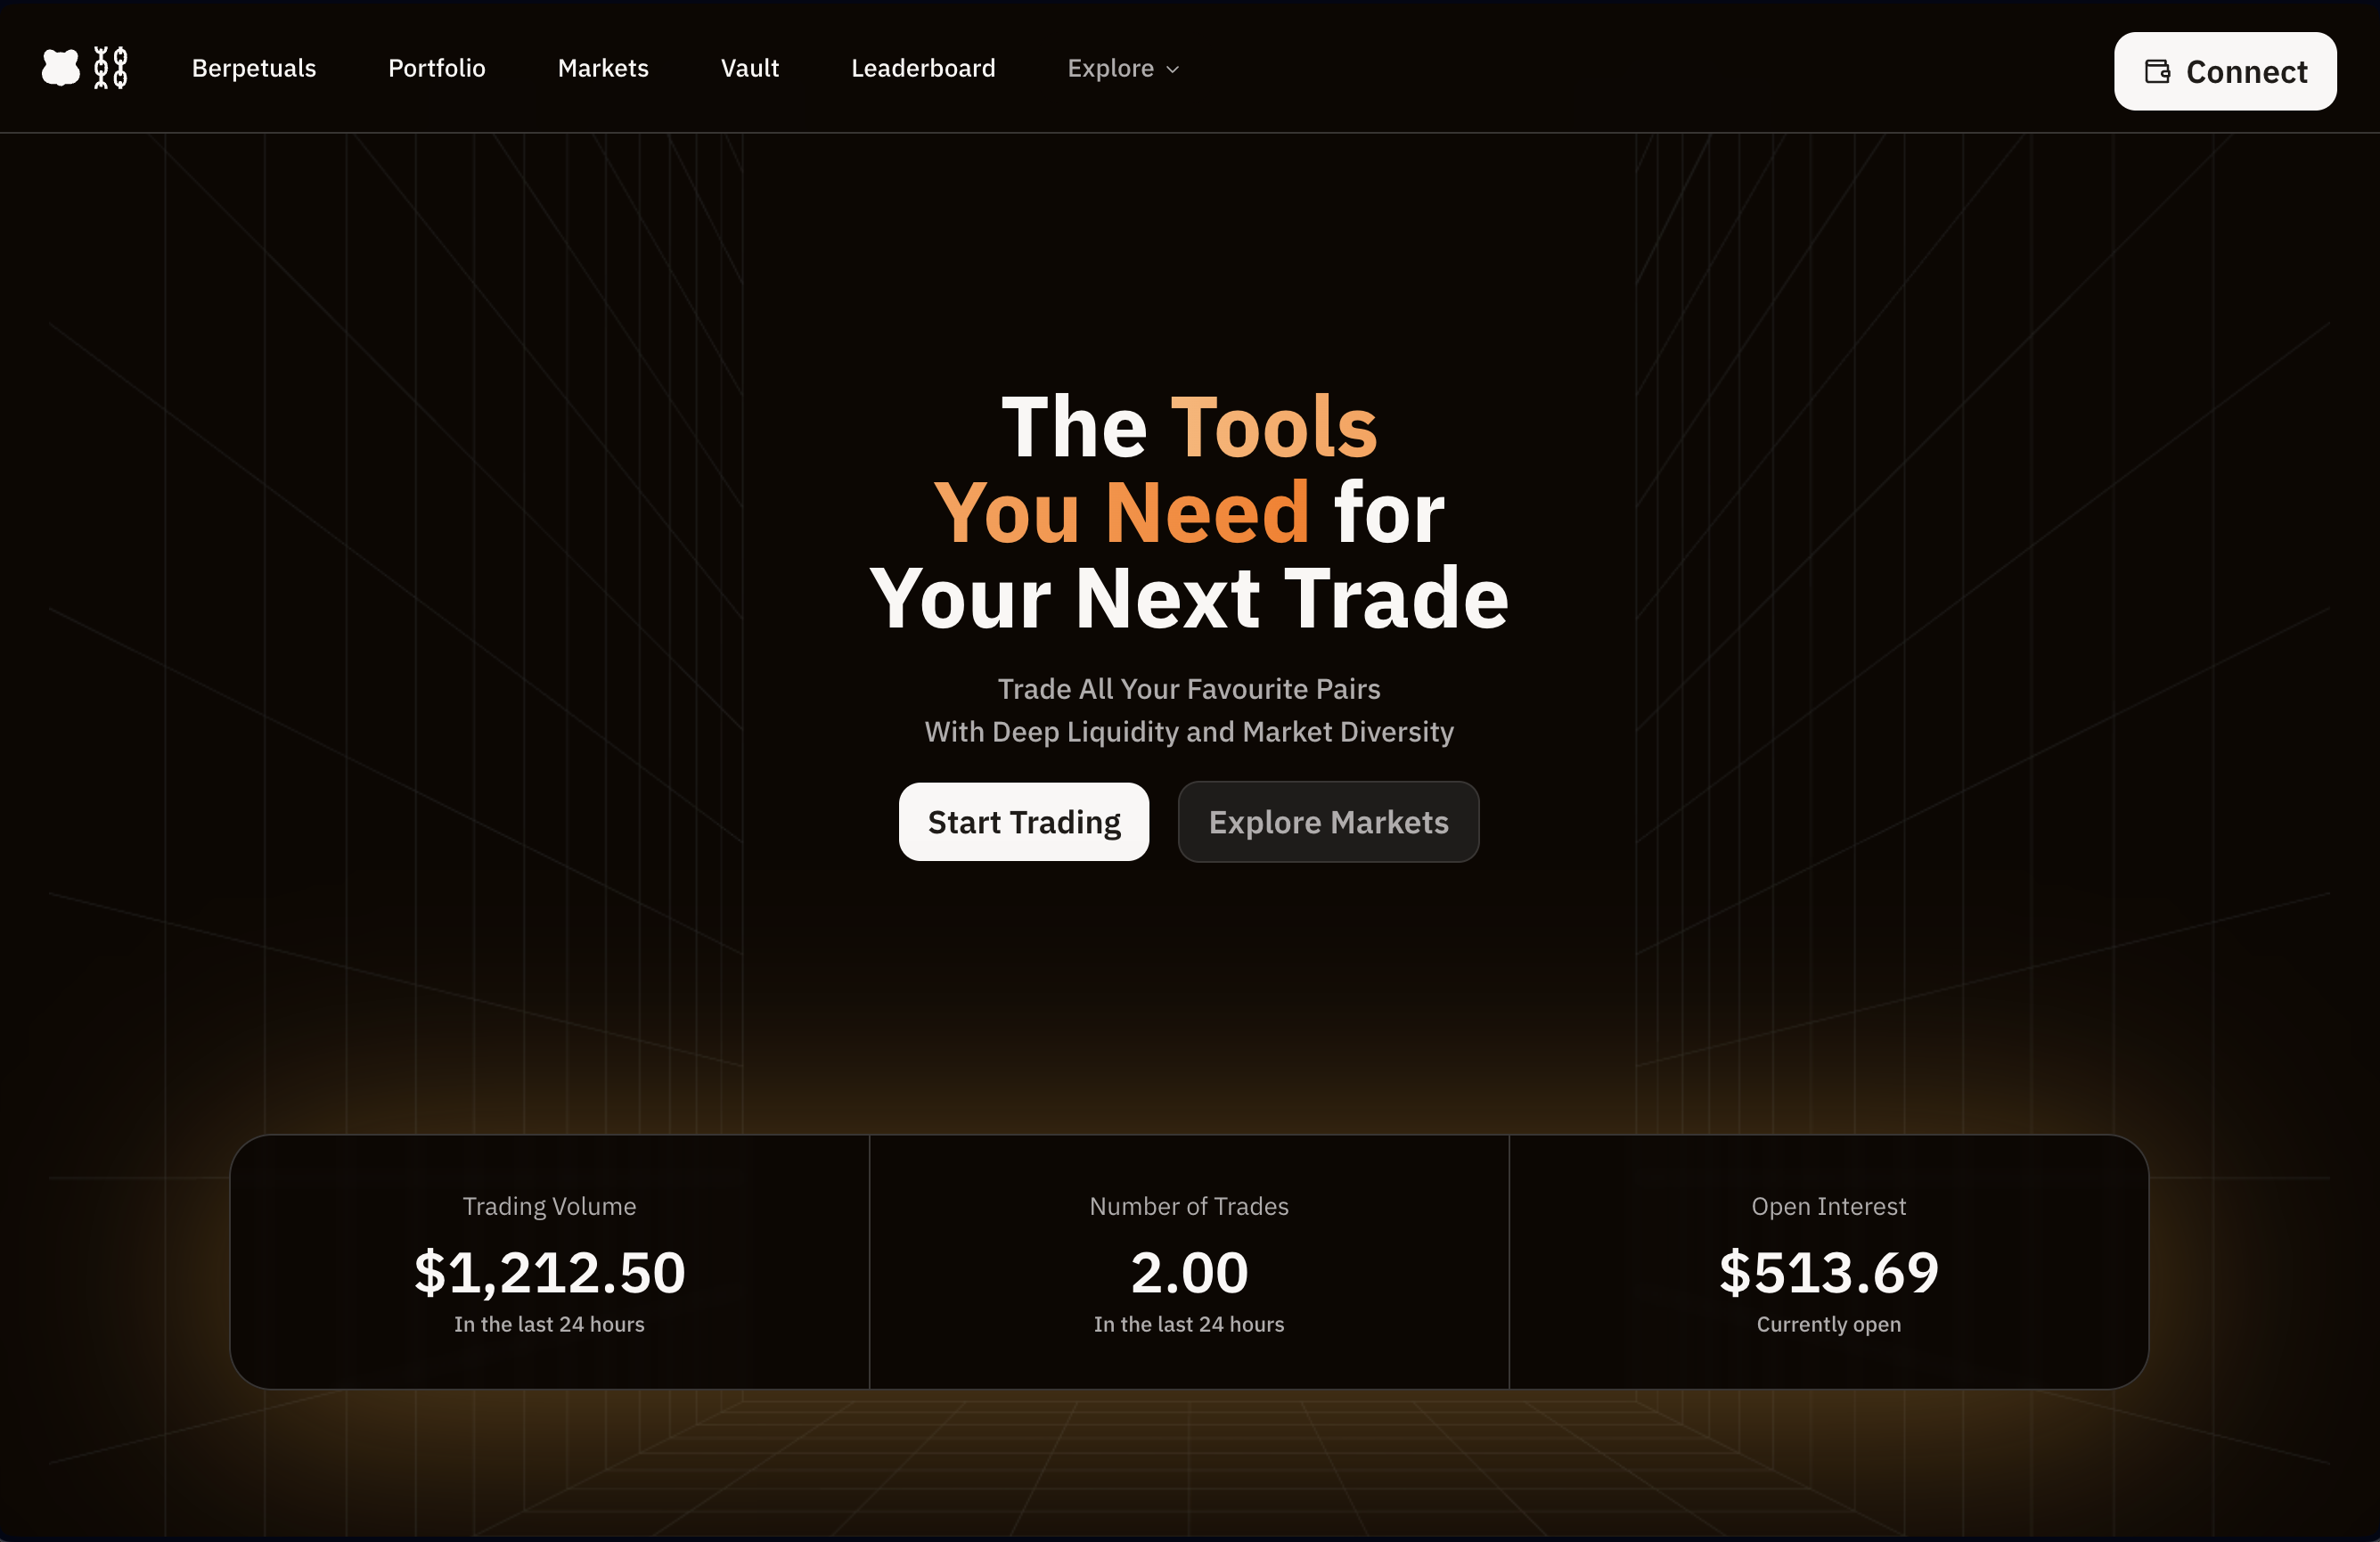 Berpetuals Portfolio Markets Vault Leaderboard Explore Connect
The Tools
You Need for
Your Next Trade
Trade All Your Favourite Pairs
With Deep Liquidity and Market Diversity
Start Trading Explore Markets
Trading Volume
$1,212.50
In the last 24 hours
Number of Trades
2.00
In the last 24 hours
Open Interest
$513.69
Currently open